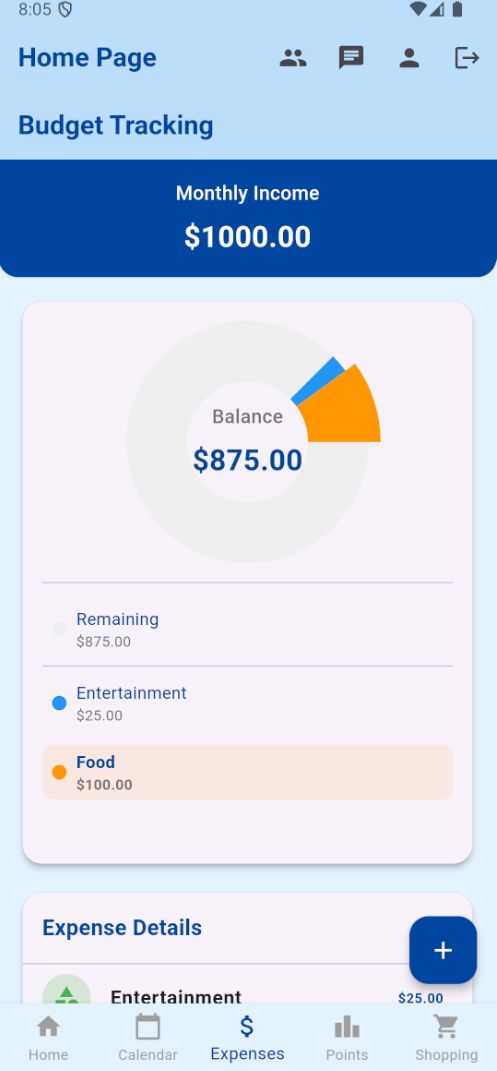 8:05
Home Page
Budget Tracking
Monthly Income
$1000.00
Balance
$875.00
Remaining
$875.00
Entertainment
$25.00
Food
$100.00
Expense Details
+
Entertainment $25.00
$
Home Calendar Expenses Points Shopping